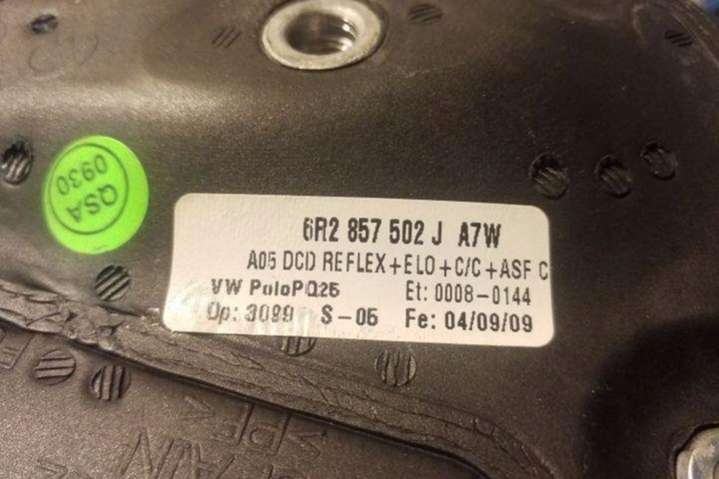 QSA
0930
6R2 857 502 J A7W
A05 DCD REFLEX+ELO+C/C+ASF C
VW PoloPQ25
Et: 0008-0144
Op: 3099 S-05
Fe: 04/09/09